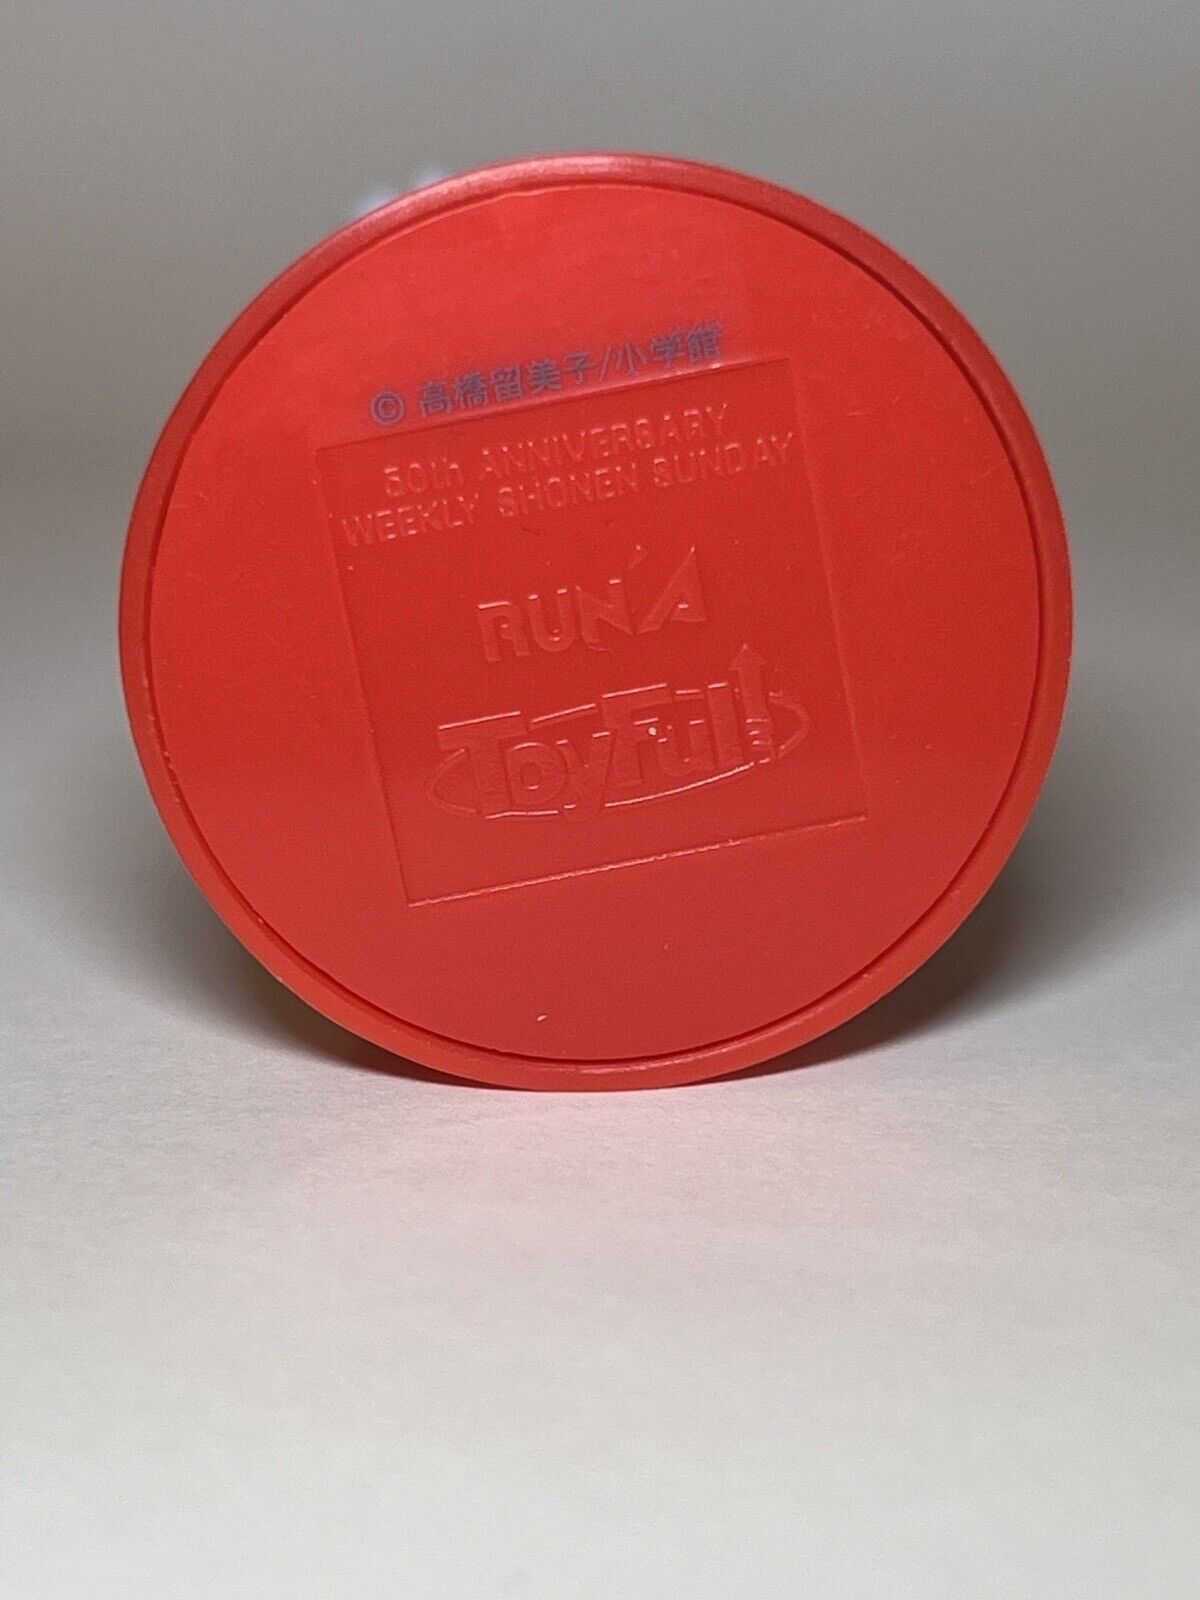 © 高橋留美子/小学館
50th ANNIVERSARY
WEEKLY SHONEN SUNDAY
RUN'A
ToyFull